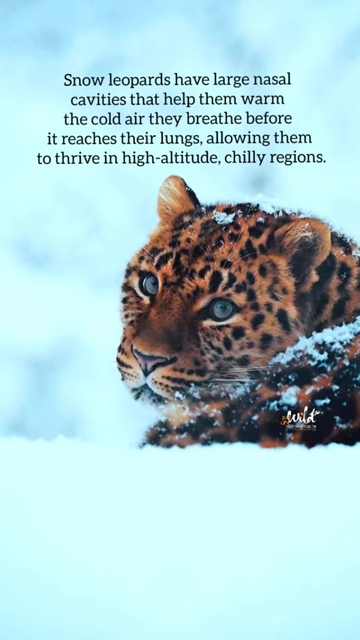 Snow leopards have large nasal
cavities that help them warm
the cold air they breathe before
it reaches their lungs, allowing them
to thrive in high-altitude, chilly regions.
Wild